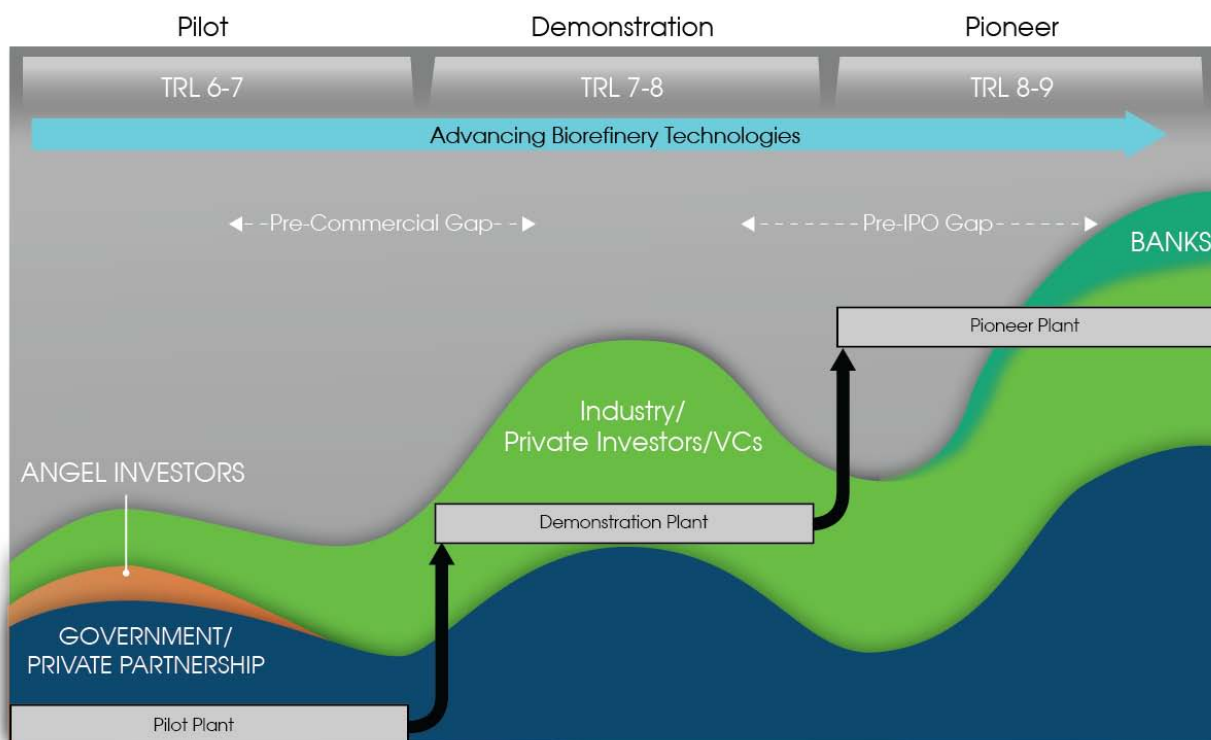 Pilot
Demonstration
Pioneer
TRL 6-7
TRL 7-8
TRL 8-9
Advancing Biorefinery Technologies
Pre-Commercial Gap
Pre-IPO Gap
BANKS
Pioneer Plant
Industry/
Private Investors/VCs
ANGEL INVESTORS
Demonstration Plant
GOVERNMENT/
PRIVATE PARTNERSHIP
Pilot Plant